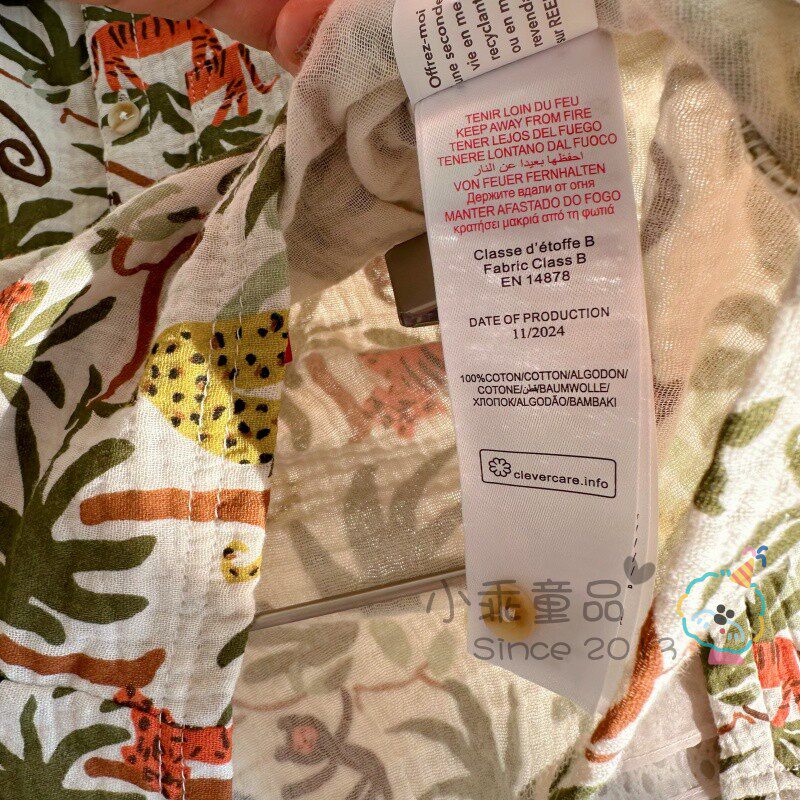 Offrez-moi
une seconde
vie en me
recyclant
ou en me
revendant
sur REE
TENIR LOIN DU FEU
KEEP AWAY FROM FIRE
TENER LEJOS DEL FUEGO
TENERE LONTANO DAL FUOCO
احفظها بعيدا عن النار
VON FEUER FERNHALTEN
Держите вдали от огня
MANTER AFASTADO DO FOGO
κρατήσει μακριά από τη φωτιά
Classe d'étoffe B
Fabric Class B
EN 14878
DATE OF PRODUCTION
11/2024
100%COTON/COTTON/ALGODON/
COTONE/قطن/BAUMWOLLE/
ХЛОПОК/ALGODÃO/ΒΑΜΒΑΚΙ
clevercare.info
小乖童品
Since 2013